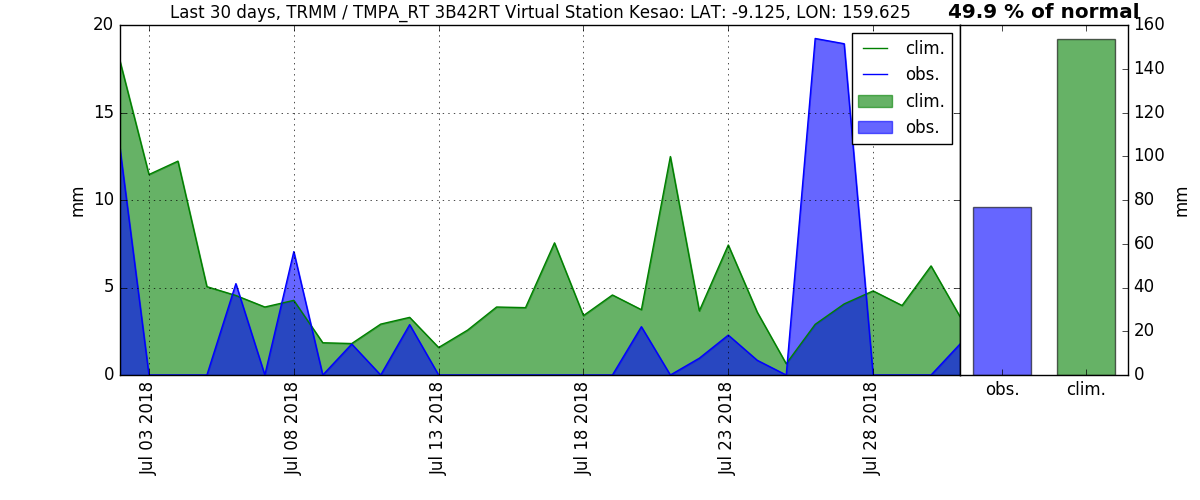 Last 30 days, TRMM / TMPA_RT 3B42RT Virtual Station Kesao: LAT: -9.125, LON: 159.625
49.9 % of normal
20
15
10
5
0
mm
clim.
obs.
clim.
obs.
160
140
120
100
80
60
40
20
0
mm
Jul 03 2018
Jul 08 2018
Jul 13 2018
Jul 18 2018
Jul 23 2018
Jul 28 2018
obs.
clim.